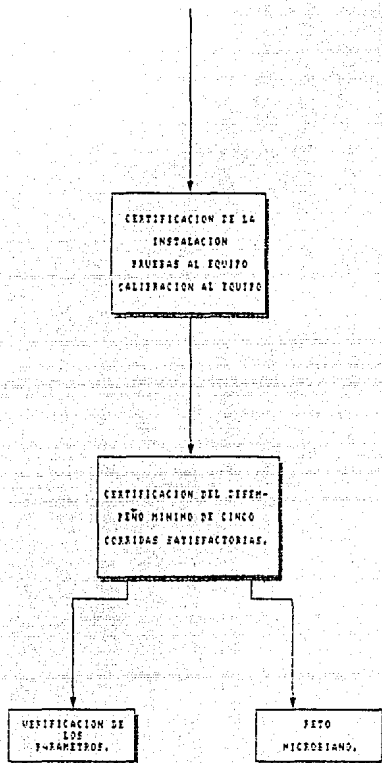 CERTIFICACION DE LA
INSTALACION
PRUEBAS AL EQUIPO
CALIBRACION AL EQUIPO
CERTIFICACION DEL DESEM-
PEÑO MINIMO DE CINCO
CORRIDAS SATISFACTORIAS.
VERIFICACION DE
LOS
PARAMETROS.
RETO
MICROBIANO.